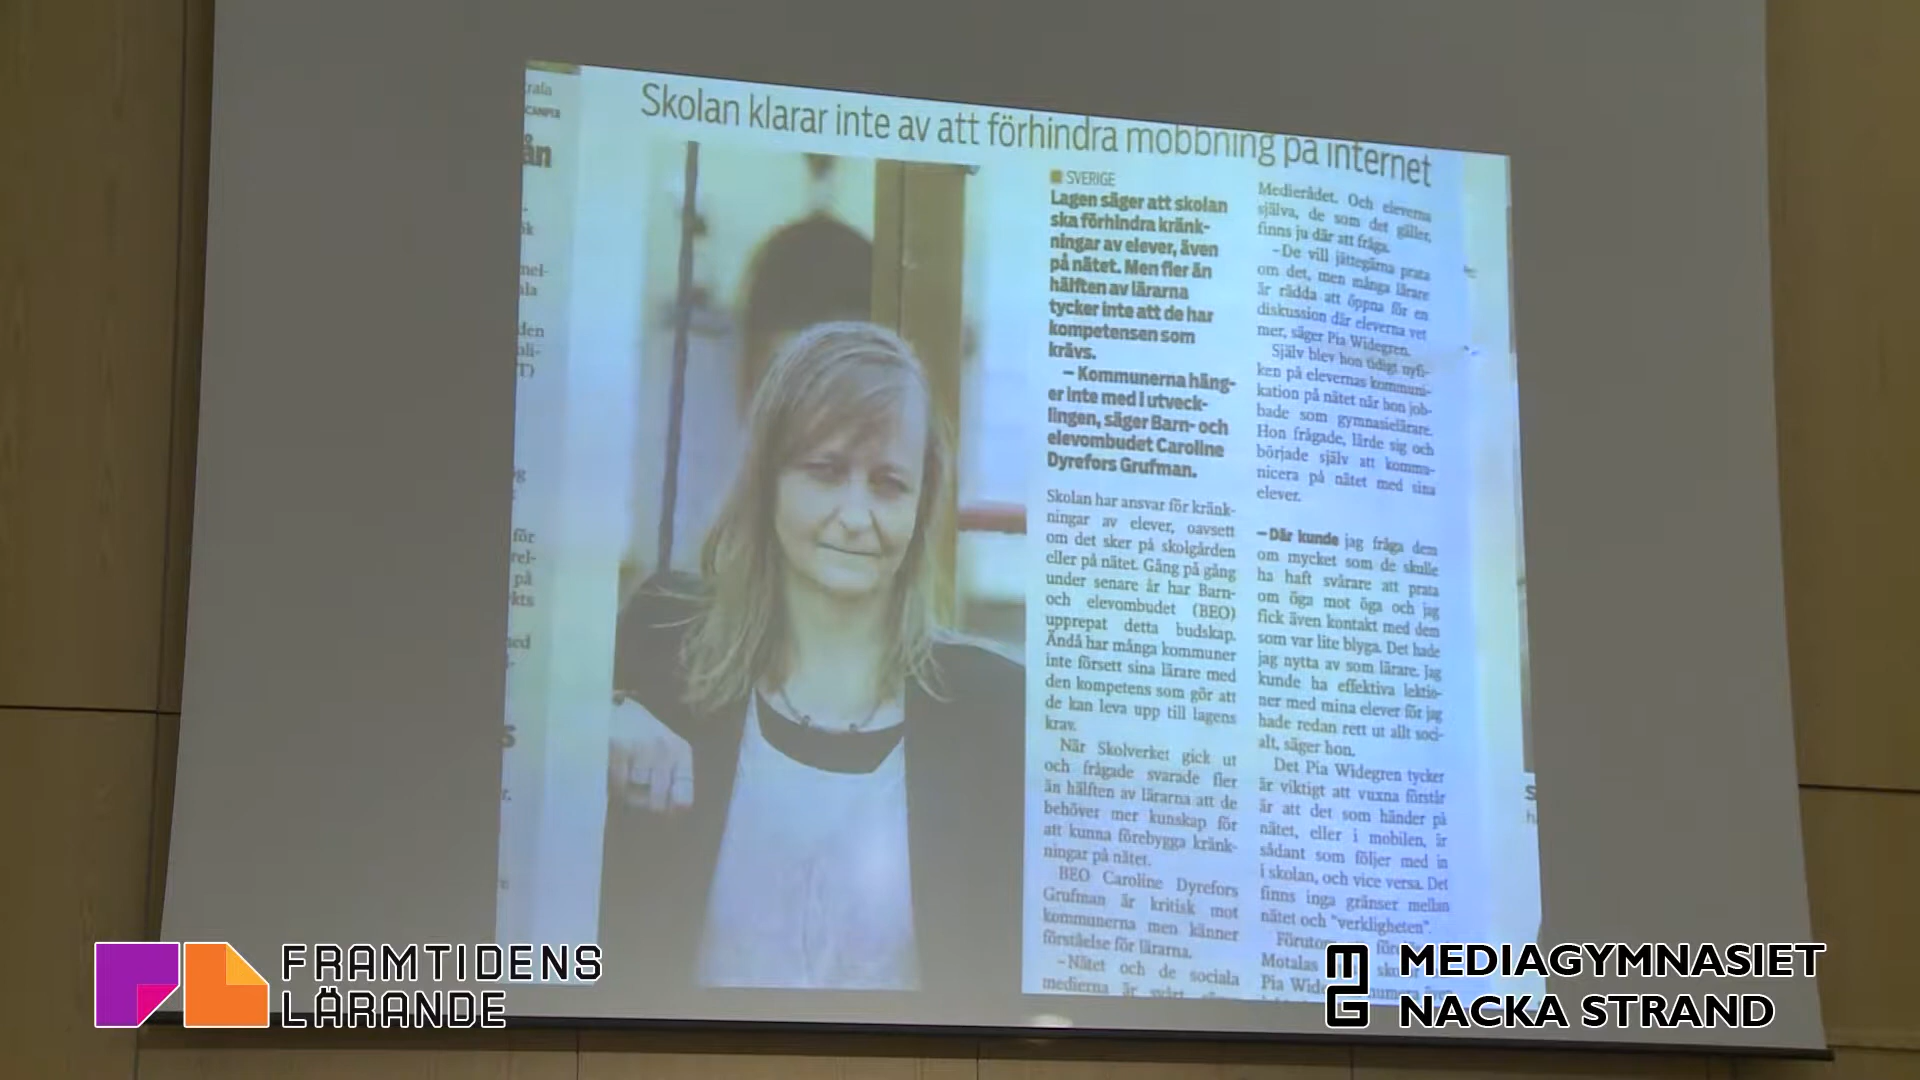 Skolan klarar inte av att förhindra mobbning på internet
SVERIGE
Lagen säger att skolan
ska förhindra kränk-
ningar av elever, även
på nätet. Men fler än
hälften av lärarna
tycker inte att de har
kompetensen som
krävs.
– Kommunerna häng-
er inte med i utveck-
lingen, säger Barn- och
elevombudet Caroline
Dyrefors Grufman.
Skolan har ansvar för kränk-
ningar av elever, oavsett
om det sker på skolgården
eller på nätet. Gång på gång
under senare år har Barn-
och elevombudet (BEO)
upprepat detta budskap.
Ändå har många kommuner
inte försett sina lärare med
den kompetens som gör att
de kan leva upp till lagens
krav.
När Skolverket gick ut
och frågade svarade fler
än hälften av lärarna att de
behöver mer kunskap för
att kunna förebygga kränk-
ningar på nätet.
BEO Caroline Dyrefors
Grufman är kritisk mot
kommunerna men känner
förståelse för lärarna.
–Nätet och de sociala
medierna är svårt
Medierådet. Och eleverna
själva, de som det gäller,
finns ju där att fråga.
–De vill jättegärna prata
om det, men många lärare
är rädda att öppna för en
diskussion där eleverna vet
mer, säger Pia Widegren.
Själv blev hon tidigt nyfi-
ken på elevernas kommuni-
kation på nätet när hon job-
bade som gymnasielärare.
Hon frågade, lärde sig och
började själv att kommu-
nicera på nätet med sina
elever.
–Där kunde jag fråga dem
om mycket som de skulle
ha haft svårare att prata
om öga mot öga och jag
fick även kontakt med dem
som var lite blyga. Det hade
jag nytta av som lärare. Jag
kunde ha effektiva lektio-
ner med mina elever för jag
hade redan rett ut allt soci-
alt, säger hon.
Det Pia Widegren tycker
är viktigt att vuxna förstår
är att det som händer på
nätet, eller i mobilen, är
sådant som följer med in
i skolan, och vice versa. Det
finns inga gränser mellan
nätet och "verkligheten".
Motalas
Pia
FRAMTIDENS
LÄRANDE
MG
MEDIAGYMNASIET
NACKA STRAND